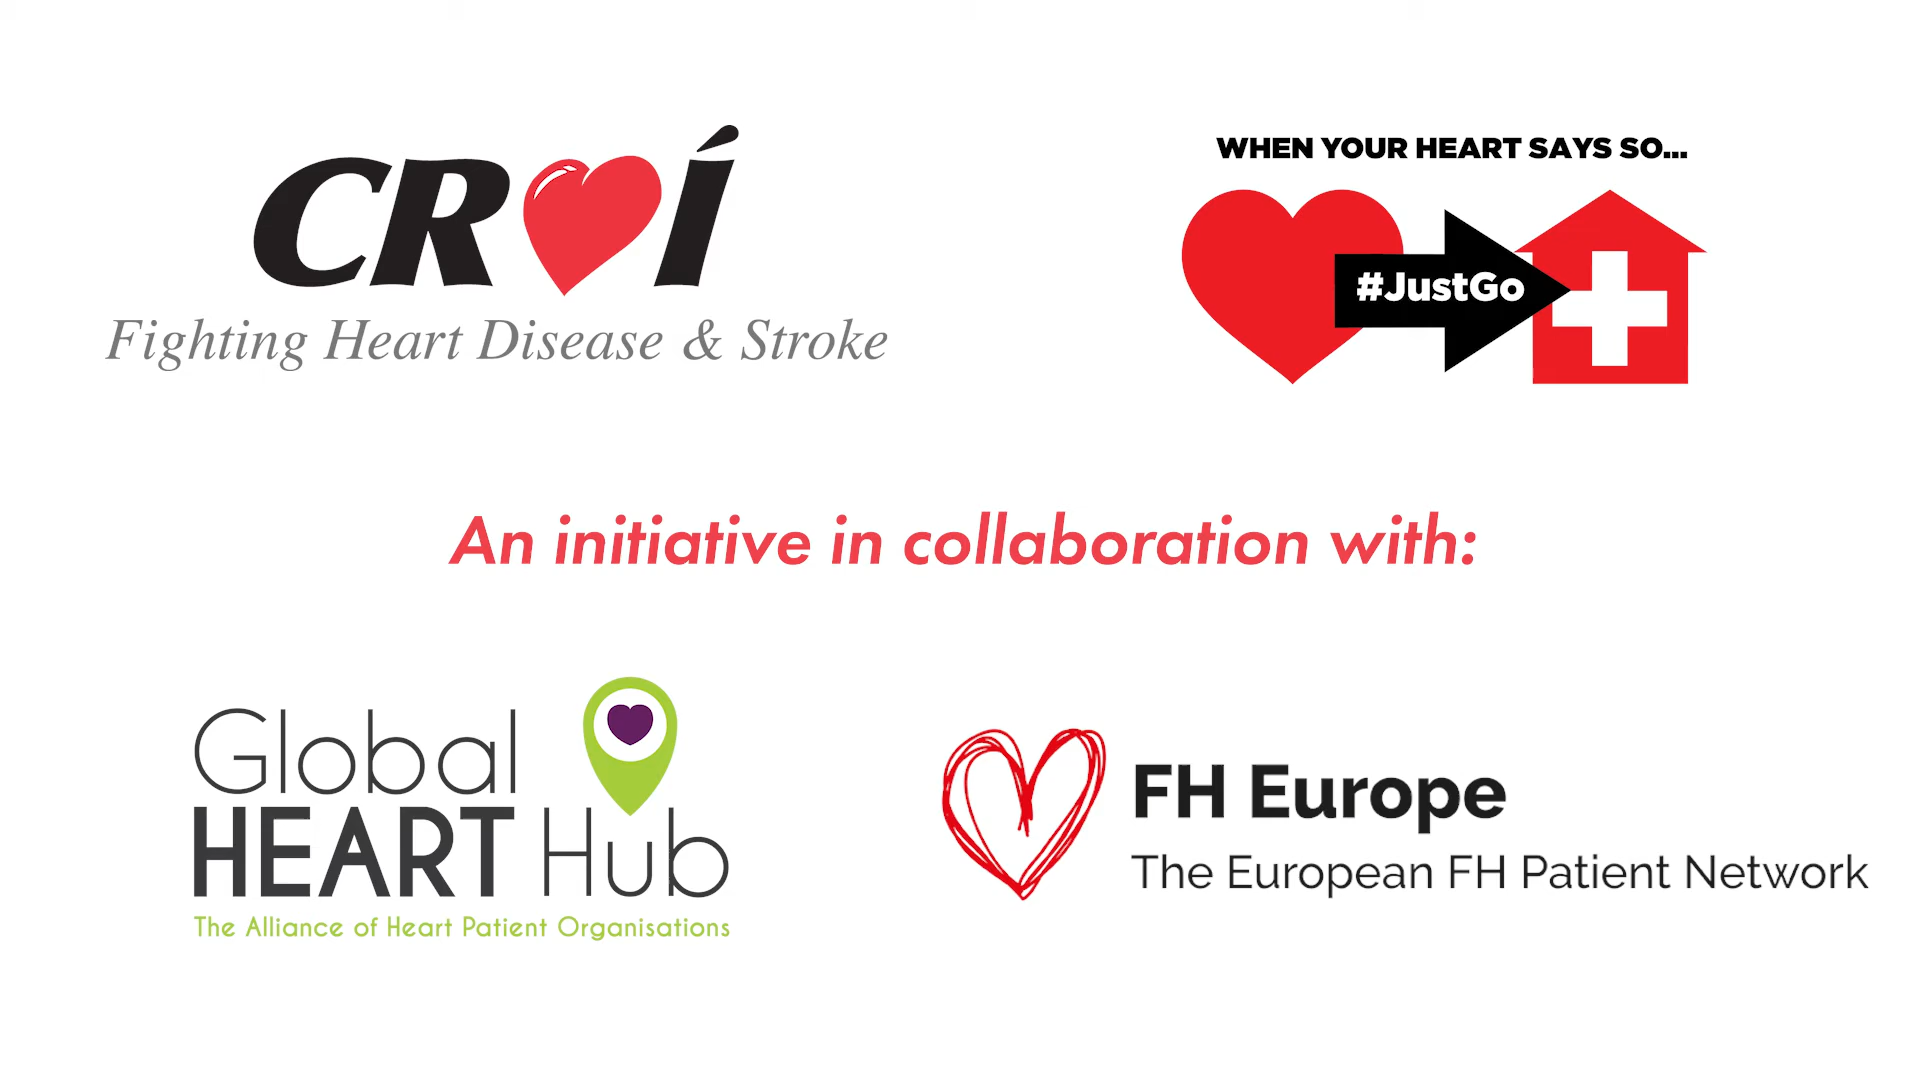 CROÍ
Fighting Heart Disease & Stroke
WHEN YOUR HEART SAYS SO...
#JustGo
An initiative in collaboration with:
Global
HEART Hub
The Alliance of Heart Patient Organisations
FH Europe
The European FH Patient Network